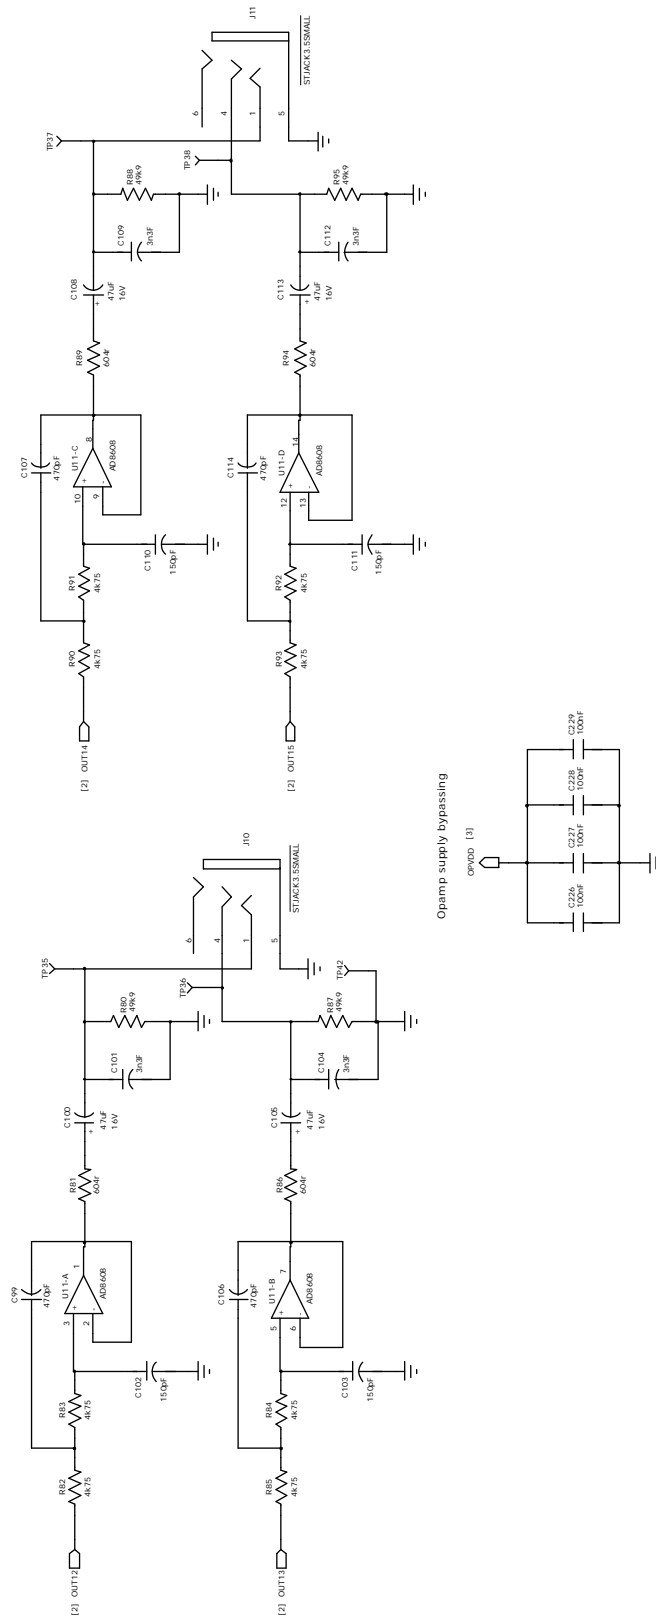 J11
STJACK3.5SMALL
6
4
1
5
TP37
TP38
R88
49k9
C109
3n3F
R95
49k9
C112
3n3F
C108
47uF
16V
+
C113
47uF
16V
+
R89
604r
R94
604r
C107
470pF
U11-C
AD8608
8
10
9
+
-
C114
470pF
U11-D
AD8608
14
12
13
+
-
C110
150pF
C111
150pF
R91
4k75
R92
4k75
R90
4k75
R93
4k75
[2] OUT14
[2] OUT15
Opamp supply bypassing
OPVDD [3]
C226
100nF
C227
100nF
C228
100nF
C229
100nF
J10
STJACK3.5SMALL
6
4
1
5
TP35
TP36
TP42
R80
49k9
C101
3n3F
R87
49k9
C104
3n3F
C100
47uF
16V
+
C105
47uF
16V
+
R81
604r
R86
604r
C99
470pF
U11-A
AD8608
1
3
2
+
-
C106
470pF
U11-B
AD8608
7
5
6
+
-
C102
150pF
C103
150pF
R83
4k75
R84
4k75
R82
4k75
R85
4k75
[2] OUT12
[2] OUT13